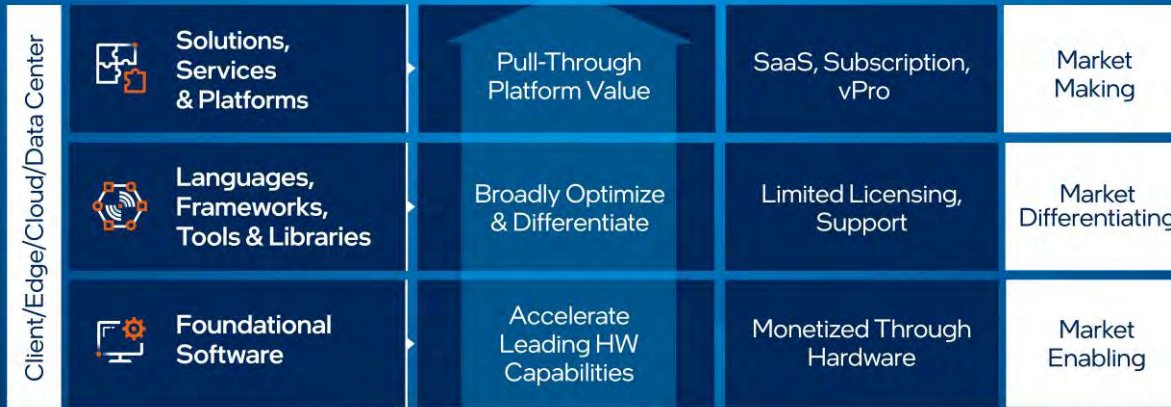 Client/Edge/Cloud/Data Center
Solutions,
Services
& Platforms
Pull-Through
Platform Value
SaaS, Subscription,
vPro
Market
Making
Languages,
Frameworks,
Tools & Libraries
Broadly Optimize
& Differentiate
Limited Licensing,
Support
Market
Differentiating
Foundational
Software
Accelerate
Leading HW
Capabilities
Monetized Through
Hardware
Market
Enabling